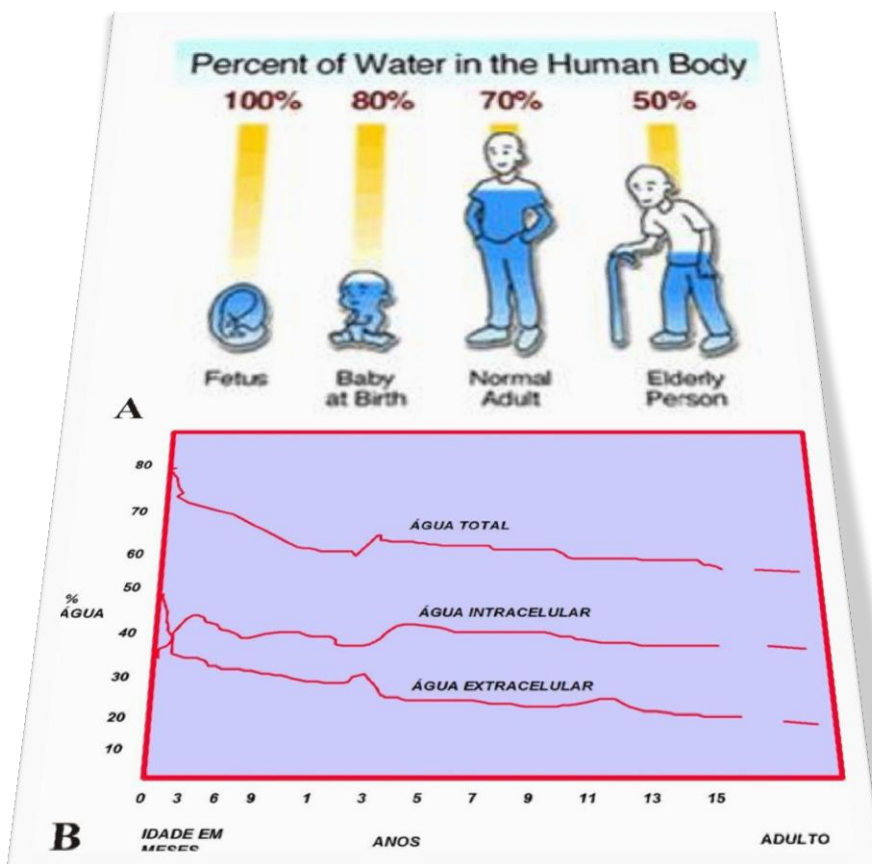 Percent of Water in the Human Body
100% 80% 70% 50%
Fetus
Baby
at Birth
Normal
Adult
Elderly
Person
A
80
70
60
50
%
ÁGUA
40
30
20
10
ÁGUA TOTAL
ÁGUA INTRACELULAR
ÁGUA EXTRACELULAR
0 3 6 9 1 3 5 7 9 11 13 15
B
IDADE EM
MESES
ANOS
ADULTO